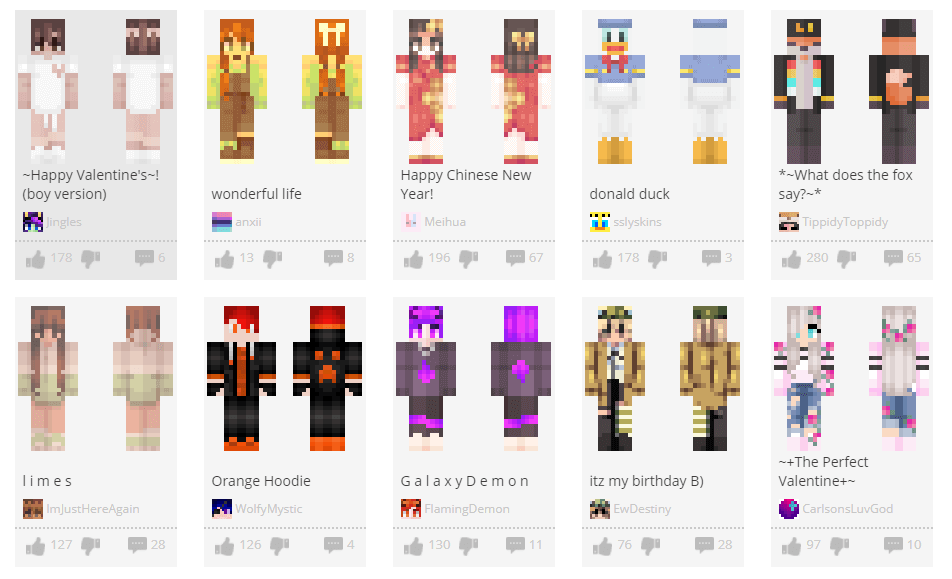 ~Happy Valentine's~!
(boy version)
Jingles
178 6
wonderful life
anxii
13 8
Happy Chinese New
Year!
Meihua
196 67
donald duck
sslyskins
178 3
LI
*~What does the fox
say?~*
TippidyToppidy
280 65
l i m e s
ImJustHereAgain
127 28
Orange Hoodie
WolfyMystic
126 4
G a l a x y D e m o n
FlamingDemon
130 11
itz my birthday B)
EwDestiny
76 28
~+The Perfect
Valentine+~
CarlsonsLuvGod
97 10